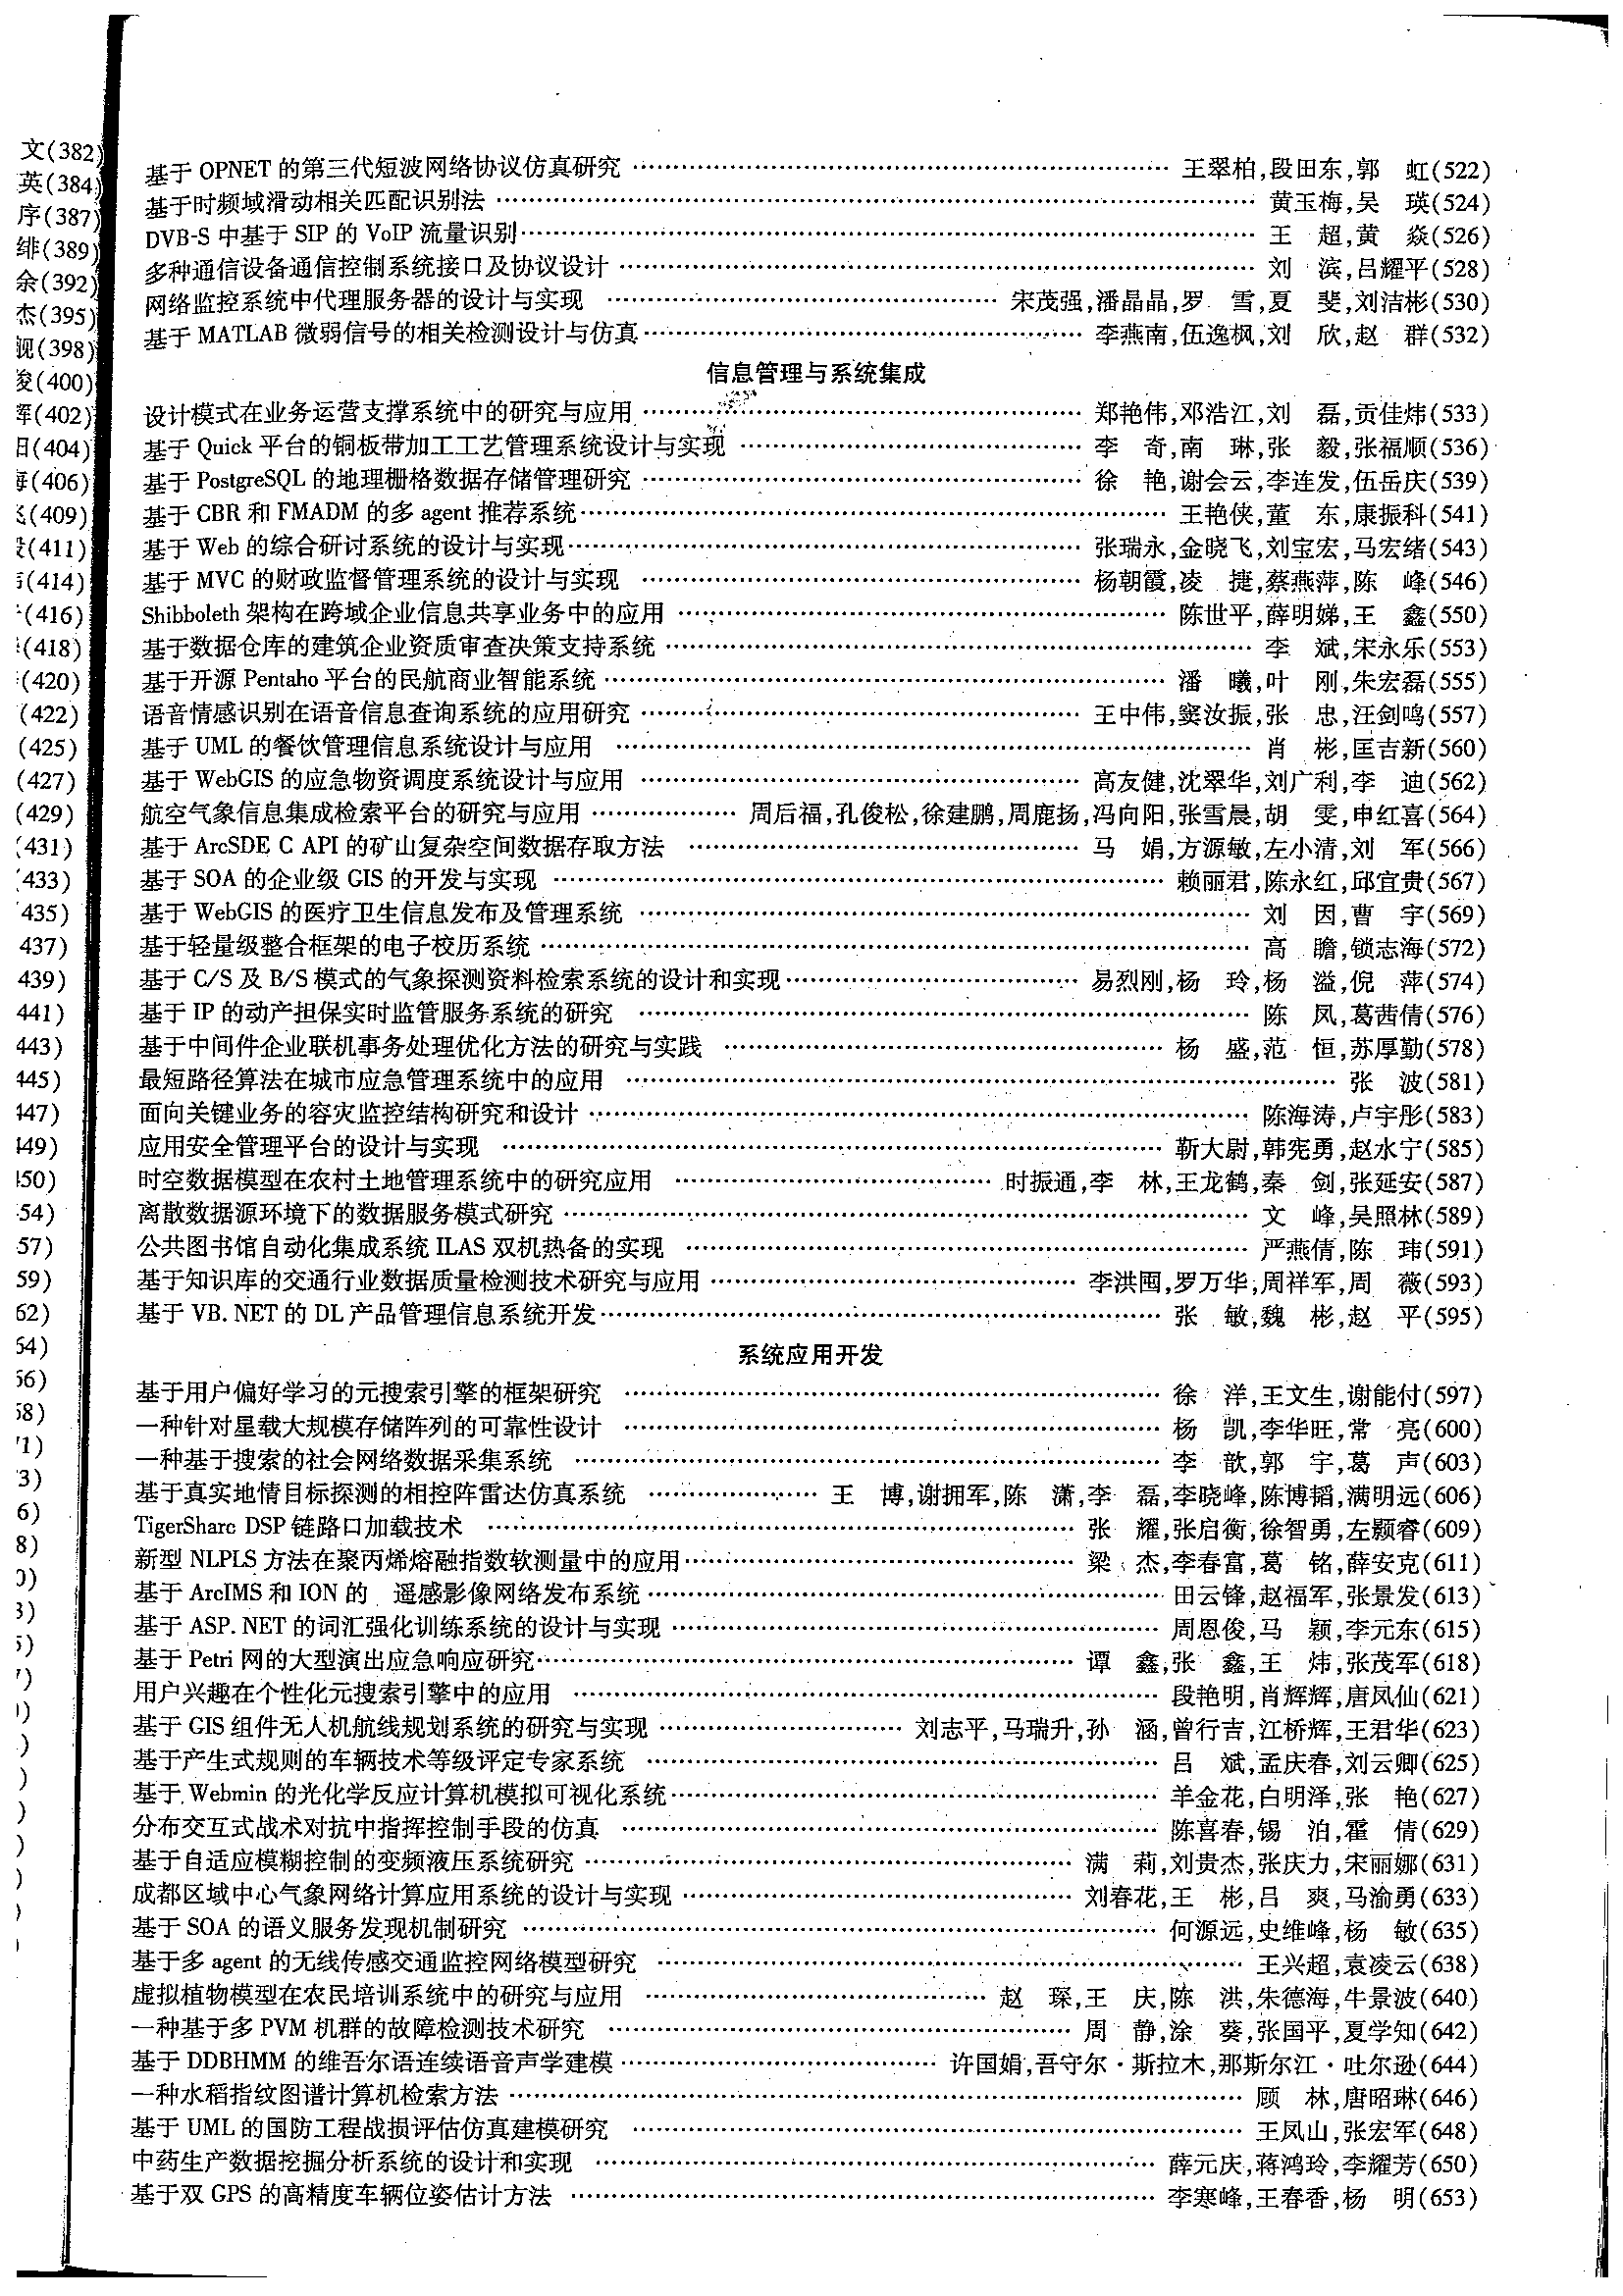 文(382)
英(384)
序(387)
绯(389)
余(392)
杰(395)
(398)
俊(400)
(402)
(404)
(406)
(409)
(411)
(414)
(416)
(418)
(420)
(422)
(425)
(427)
(429)
(431)
(433)
435)
437)
439)
441)
443)
445)
447)
449)
450)
54)
57)
59)
62)
64)
66)
68)
71)
3)
6)
8)
基于 OPNET 的第三代短波网络协议仿真研究 …… 王翠柏,段田东,郭　虹(522)
基于时频域滑动相关匹配识别法 …… 黄玉梅,吴　瑛(524)
DVB-S 中基于 SIP 的 VoIP 流量识别 …… 王　超,黄　焱(526)
多种通信设备通信控制系统接口及协议设计 …… 刘　滨,吕耀平(528)
网络监控系统中代理服务器的设计与实现 …… 宋茂强,潘晶晶,罗　雪,夏　斐,刘洁彬(530)
基于 MATLAB 微弱信号的相关检测设计与仿真 …… 李燕南,伍逸枫,刘　欣,赵　群(532)
信息管理与系统集成
设计模式在业务运营支撑系统中的研究与应用 …… 郑艳伟,邓浩江,刘　磊,贡佳炜(533)
基于 Quick 平台的铜板带加工工艺管理系统设计与实现 …… 李　奇,南　琳,张　毅,张福顺(536)
基于 PostgreSQL 的地理栅格数据存储管理研究 …… 徐　艳,谢会云,李连发,伍岳庆(539)
基于 CBR 和 FMADM 的多 agent 推荐系统 …… 王艳侠,董　东,康振科(541)
基于 Web 的综合研讨系统的设计与实现 …… 张瑞永,金晓飞,刘宝宏,马宏绪(543)
基于 MVC 的财政监督管理系统的设计与实现 …… 杨朝霞,凌　捷,蔡燕萍,陈　峰(546)
Shibboleth 架构在跨域企业信息共享业务中的应用 …… 陈世平,薛明娣,王　鑫(550)
基于数据仓库的建筑企业资质审查决策支持系统 …… 李　斌,宋永乐(553)
基于开源 Pentaho 平台的民航商业智能系统 …… 潘　曦,叶　刚,朱宏磊(555)
语音情感识别在语音信息查询系统的应用研究 …… 王中伟,窦汝振,张　忠,汪剑鸣(557)
基于 UML 的餐饮管理信息系统设计与应用 …… 肖　彬,匡吉新(560)
基于 WebGIS 的应急物资调度系统设计与应用 …… 高友健,沈翠华,刘广利,李　迪(562)
航空气象信息集成检索平台的研究与应用 …… 周后福,孔俊松,徐建鹏,周鹿扬,冯向阳,张雪晨,胡　雯,申红喜(564)
基于 ArcSDE C API 的矿山复杂空间数据存取方法 …… 马　娟,方源敏,左小清,刘　军(566)
基于 SOA 的企业级 GIS 的开发与实现 …… 赖丽君,陈永红,邱宜贵(567)
基于 WebGIS 的医疗卫生信息发布及管理系统 …… 刘　因,曹　宇(569)
基于轻量级整合框架的电子校历系统 …… 高　瞻,锁志海(572)
基于 C/S 及 B/S 模式的气象探测资料检索系统的设计和实现 …… 易烈刚,杨　玲,杨　溢,倪　萍(574)
基于 IP 的动产担保实时监管服务系统的研究 …… 陈　凤,葛茜倩(576)
基于中间件企业联机事务处理优化方法的研究与实践 …… 杨　盛,范　恒,苏厚勤(578)
最短路径算法在城市应急管理系统中的应用 …… 张　波(581)
面向关键业务的容灾监控结构研究和设计 …… 陈海涛,卢宇彤(583)
应用安全管理平台的设计与实现 …… 靳大尉,韩宪勇,赵水宁(585)
时空数据模型在农村土地管理系统中的研究应用 …… 时振通,李　林,王龙鹤,秦　剑,张延安(587)
离散数据源环境下的数据服务模式研究 …… 文　峰,吴照林(589)
公共图书馆自动化集成系统 ILAS 双机热备的实现 …… 严燕倩,陈　玮(591)
基于知识库的交通行业数据质量检测技术研究与应用 …… 李洪囤,罗万华,周祥军,周　薇(593)
基于 VB. NET 的 DL 产品管理信息系统开发 …… 张　敏,魏　彬,赵　平(595)
系统应用开发
基于用户偏好学习的元搜索引擎的框架研究 …… 徐　洋,王文生,谢能付(597)
一种针对星载大规模存储阵列的可靠性设计 …… 杨　凯,李华旺,常　亮(600)
一种基于搜索的社会网络数据采集系统 …… 李　歆,郭　宇,葛　声(603)
基于真实地情目标探测的相控阵雷达仿真系统 …… 王　博,谢拥军,陈　潇,李　磊,李晓峰,陈博韬,满明远(606)
TigerSharc DSP 链路口加载技术 …… 张　耀,张启衡,徐智勇,左颢睿(609)
新型 NLPLS 方法在聚丙烯熔融指数软测量中的应用 …… 梁　杰,李春富,葛　铭,薛安克(611)
基于 ArcIMS 和 ION 的　遥感影像网络发布系统 …… 田云锋,赵福军,张景发(613)
基于 ASP. NET 的词汇强化训练系统的设计与实现 …… 周恩俊,马　颖,李元东(615)
基于 Petri 网的大型演出应急响应研究 …… 谭　鑫,张　鑫,王　炜,张茂军(618)
用户兴趣在个性化元搜索引擎中的应用 …… 段艳明,肖辉辉,唐凤仙(621)
基于 GIS 组件无人机航线规划系统的研究与实现 …… 刘志平,马瑞升,孙　涵,曾行吉,江桥辉,王君华(623)
基于产生式规则的车辆技术等级评定专家系统 …… 吕　斌,孟庆春,刘云卿(625)
基于 Webmin 的光化学反应计算机模拟可视化系统 …… 羊金花,白明泽,张　艳(627)
分布交互式战术对抗中指挥控制手段的仿真 …… 陈喜春,锡　泊,霍　倩(629)
基于自适应模糊控制的变频液压系统研究 …… 满　莉,刘贵杰,张庆力,宋丽娜(631)
成都区域中心气象网络计算应用系统的设计与实现 …… 刘春花,王　彬,吕　爽,马渝勇(633)
基于 SOA 的语义服务发现机制研究 …… 何源远,史维峰,杨　敏(635)
基于多 agent 的无线传感交通监控网络模型研究 …… 王兴超,袁凌云(638)
虚拟植物模型在农民培训系统中的研究与应用 …… 赵　琛,王　庆,陈　洪,朱德海,牛景波(640)
一种基于多 PVM 机群的故障检测技术研究 …… 周　静,涂　葵,张国平,夏学知(642)
基于 DDBHMM 的维吾尔语连续语音声学建模 …… 许国娟,吾守尔·斯拉木,那斯尔江·吐尔逊(644)
一种水稻指纹图谱计算机检索方法 …… 顾　林,唐昭琳(646)
基于 UML 的国防工程战损评估仿真建模研究 …… 王凤山,张宏军(648)
中药生产数据挖掘分析系统的设计和实现 …… 薛元庆,蒋鸿玲,李耀芳(650)
基于双 GPS 的高精度车辆位姿估计方法 …… 李寒峰,王春香,杨　明(653)